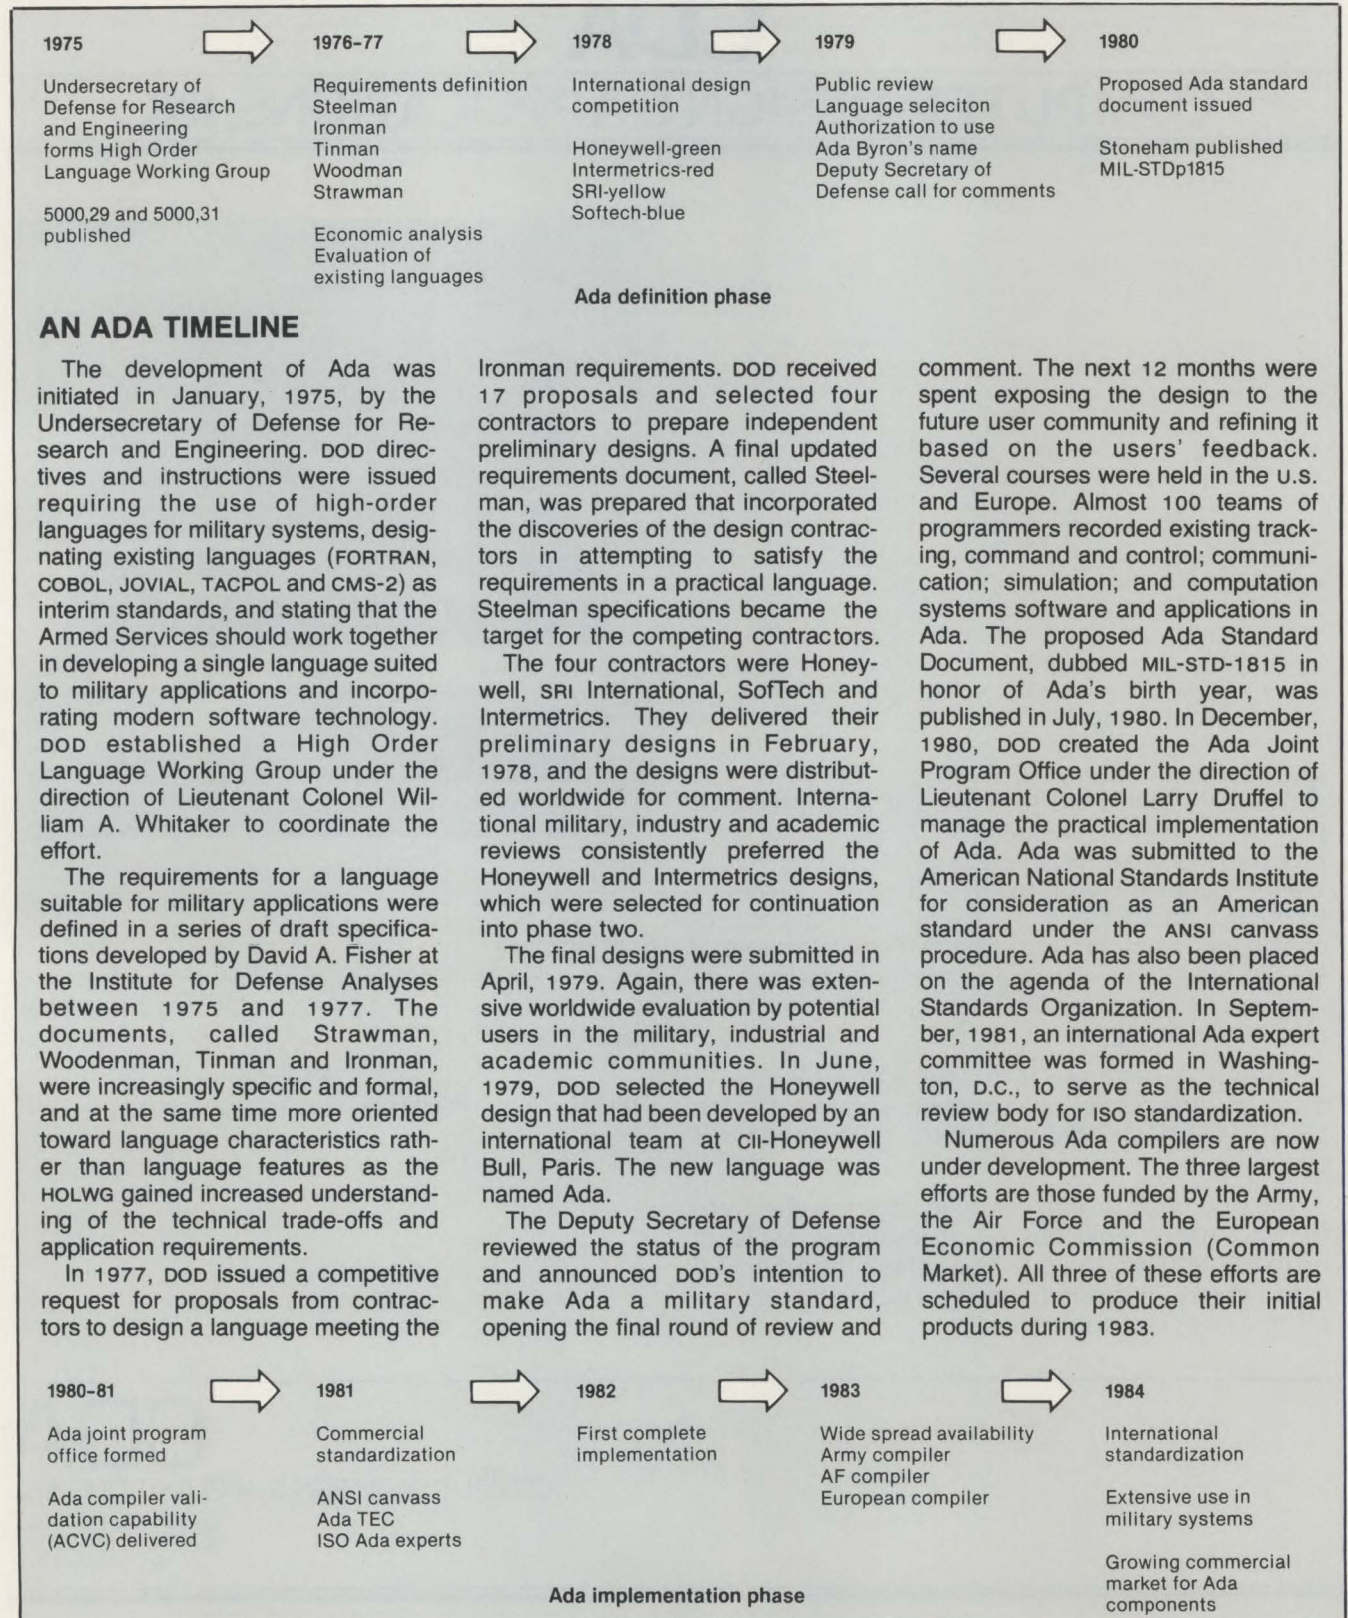 1975
Undersecretary of
Defense for Research
and Engineering
forms High Order
Language Working Group
5000,29 and 5000,31
published
1976-77
Requirements definition
Steelman
Ironman
Tinman
Woodman
Strawman
Economic analysis
Evaluation of
existing languages
1978
International design
competition
Honeywell-green
Intermetrics-red
SRI-yellow
Softech-blue
1979
Public review
Language seleciton
Authorization to use
Ada Byron's name
Deputy Secretary of
Defense call for comments
1980
Proposed Ada standard
document issued
Stoneham published
MIL-STDp1815
Ada definition phase
AN ADA TIMELINE
The development of Ada was
initiated in January, 1975, by the
Undersecretary of Defense for Re-
search and Engineering. DOD direc-
tives and instructions were issued
requiring the use of high-order
languages for military systems, desig-
nating existing languages (FORTRAN,
COBOL, JOVIAL, TACPOL and CMS-2) as
interim standards, and stating that the
Armed Services should work together
in developing a single language suited
to military applications and incorpo-
rating modern software technology.
DOD established a High Order
Language Working Group under the
direction of Lieutenant Colonel Wil-
liam A. Whitaker to coordinate the
effort.
The requirements for a language
suitable for military applications were
defined in a series of draft specifica-
tions developed by David A. Fisher at
the Institute for Defense Analyses
between 1975 and 1977. The
documents, called Strawman,
Woodenman, Tinman and Ironman,
were increasingly specific and formal,
and at the same time more oriented
toward language characteristics rath-
er than language features as the
HOLWG gained increased understand-
ing of the technical trade-offs and
application requirements.
In 1977, DOD issued a competitive
request for proposals from contrac-
tors to design a language meeting the
Ironman requirements. DOD received
17 proposals and selected four
contractors to prepare independent
preliminary designs. A final updated
requirements document, called Steel-
man, was prepared that incorporated
the discoveries of the design contrac-
tors in attempting to satisfy the
requirements in a practical language.
Steelman specifications became the
target for the competing contractors.
The four contractors were Honey-
well, SRI International, SofTech and
Intermetrics. They delivered their
preliminary designs in February,
1978, and the designs were distribut-
ed worldwide for comment. Interna-
tional military, industry and academic
reviews consistently preferred the
Honeywell and Intermetrics designs,
which were selected for continuation
into phase two.
The final designs were submitted in
April, 1979. Again, there was exten-
sive worldwide evaluation by potential
users in the military, industrial and
academic communities. In June,
1979, DOD selected the Honeywell
design that had been developed by an
international team at CII-Honeywell
Bull, Paris. The new language was
named Ada.
The Deputy Secretary of Defense
reviewed the status of the program
and announced DOD's intention to
make Ada a military standard,
opening the final round of review and
comment. The next 12 months were
spent exposing the design to the
future user community and refining it
based on the users' feedback.
Several courses were held in the U.S.
and Europe. Almost 100 teams of
programmers recorded existing track-
ing, command and control; communi-
cation; simulation; and computation
systems software and applications in
Ada. The proposed Ada Standard
Document, dubbed MIL-STD-1815 in
honor of Ada's birth year, was
published in July, 1980. In December,
1980, DOD created the Ada Joint
Program Office under the direction of
Lieutenant Colonel Larry Druffel to
manage the practical implementation
of Ada. Ada was submitted to the
American National Standards Institute
for consideration as an American
standard under the ANSI canvass
procedure. Ada has also been placed
on the agenda of the International
Standards Organization. In Septem-
ber, 1981, an international Ada expert
committee was formed in Washing-
ton, D.C., to serve as the technical
review body for ISO standardization.
Numerous Ada compilers are now
under development. The three largest
efforts are those funded by the Army,
the Air Force and the European
Economic Commission (Common
Market). All three of these efforts are
scheduled to produce their initial
products during 1983.
1980-81
Ada joint program
office formed
Ada compiler vali-
dation capability
(ACVC) delivered
1981
Commercial
standardization
ANSI canvass
Ada TEC
ISO Ada experts
1982
First complete
implementation
1983
Wide spread availability
Army compiler
AF compiler
European compiler
1984
International
standardization
Extensive use in
military systems
Growing commercial
market for Ada
components
Ada implementation phase